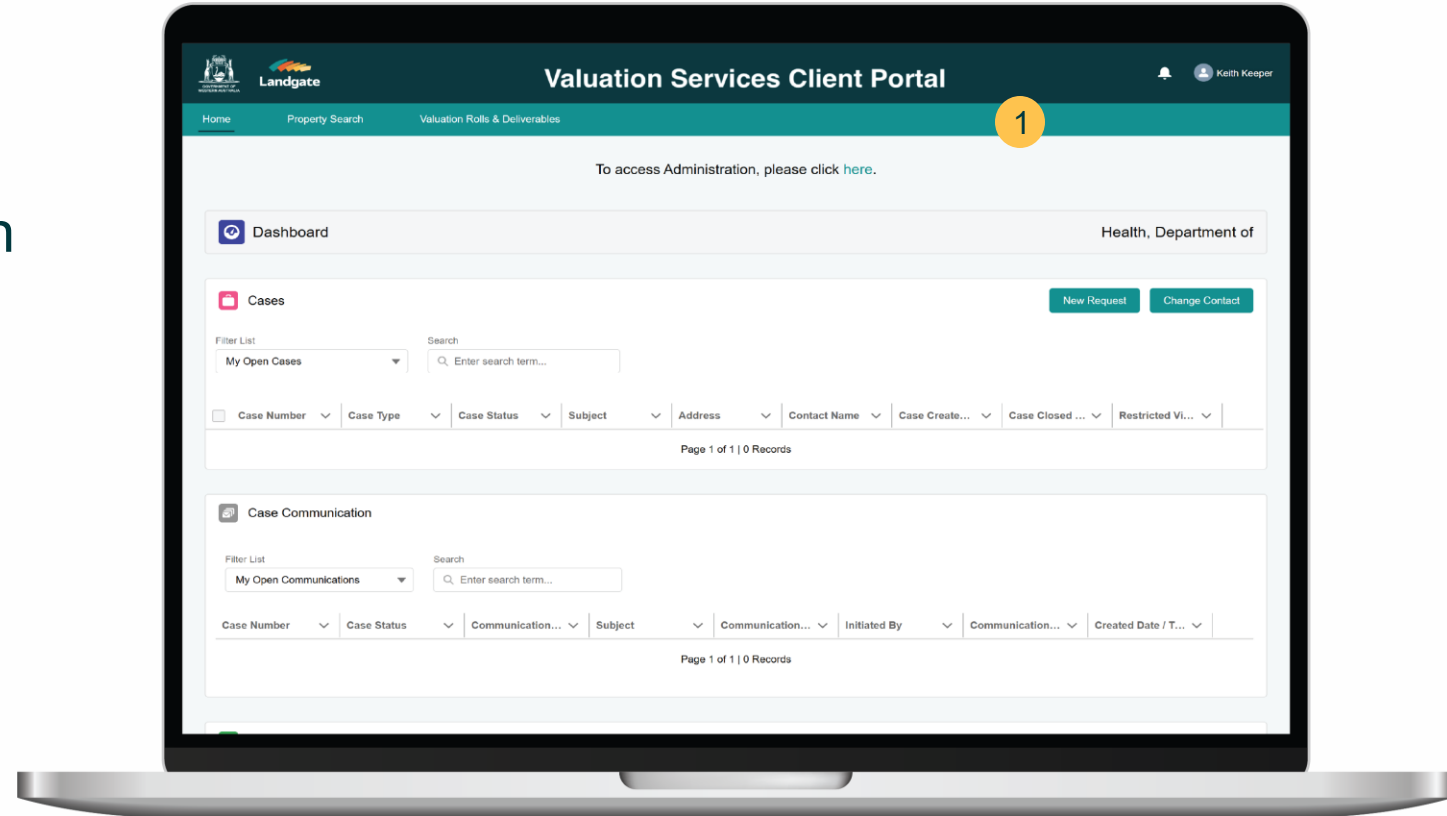 GOVERNMENT OF
WESTERN AUSTRALIA
Landgate
Valuation Services Client Portal
Keith Keeper
Home Property Search Valuation Rolls & Deliverables
1
To access Administration, please click here.
n
Dashboard Health, Department of
Cases New Request Change Contact
Filter List Search
My Open Cases Enter search term...
Case Number Case Type Case Status Subject Address Contact Name Case Create... Case Closed ... Restricted Vi...
Page 1 of 1 | 0 Records
Case Communication
Filter List Search
My Open Communications Enter search term...
Case Number Case Status Communication... Subject Communication... Initiated By Communication... Created Date / T...
Page 1 of 1 | 0 Records